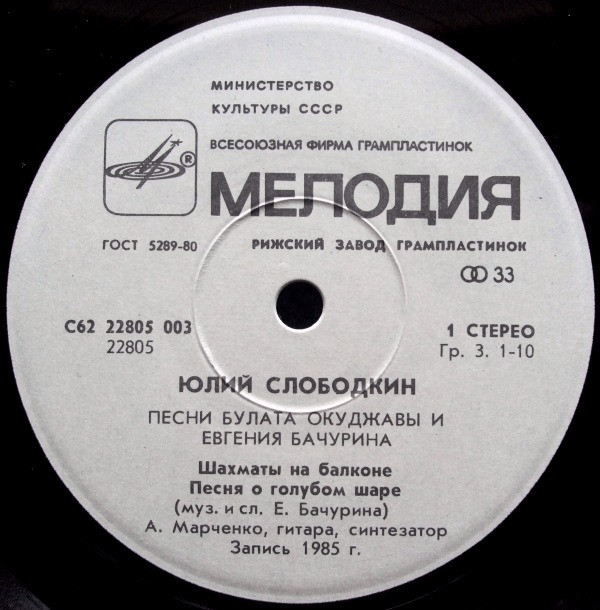 МИНИСТЕРСТВО
КУЛЬТУРЫ СССР
ВСЕСОЮЗНАЯ ФИРМА ГРАМПЛАСТИНОК
®
МЕЛОДИЯ
ГОСТ 5289-80 РИЖСКИЙ ЗАВОД ГРАМПЛАСТИНОК
33
С62 22805 003 1 СТЕРЕО
22805 Гр. 3. 1-10
ЮЛИЙ СЛОБОДКИН
ПЕСНИ БУЛАТА ОКУДЖАВЫ И
ЕВГЕНИЯ БАЧУРИНА
Шахматы на балконе
Песня о голубом шаре
(муз. и сл. Е. Бачурина)
А. Марченко, гитара, синтезатор
Запись 1985 г.